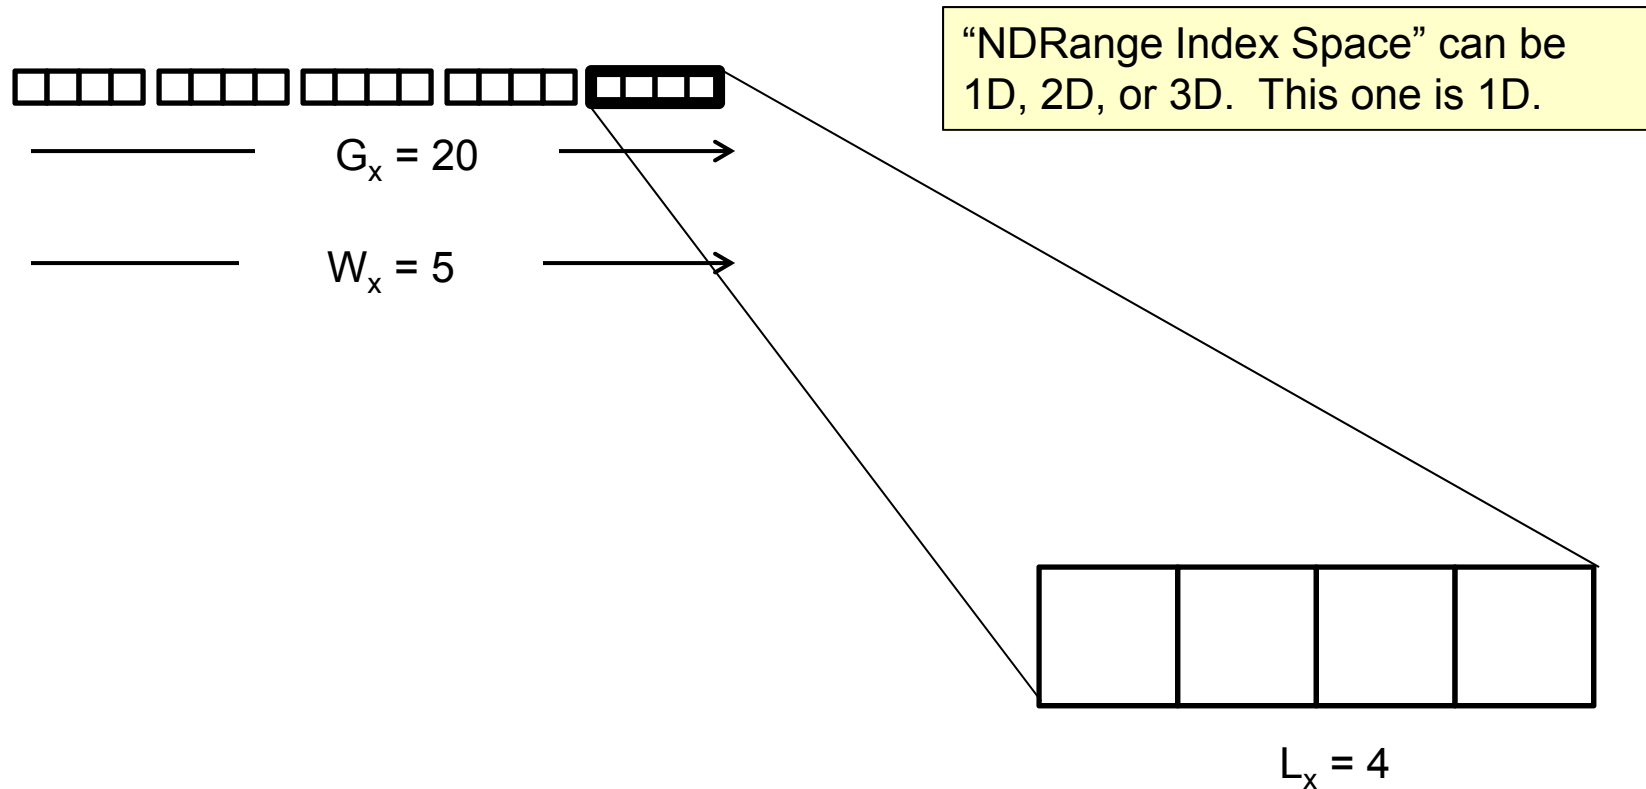 “NDRange Index Space” can be
1D, 2D, or 3D.  This one is 1D.
Gₓ = 20
Wₓ = 5
Lₓ = 4